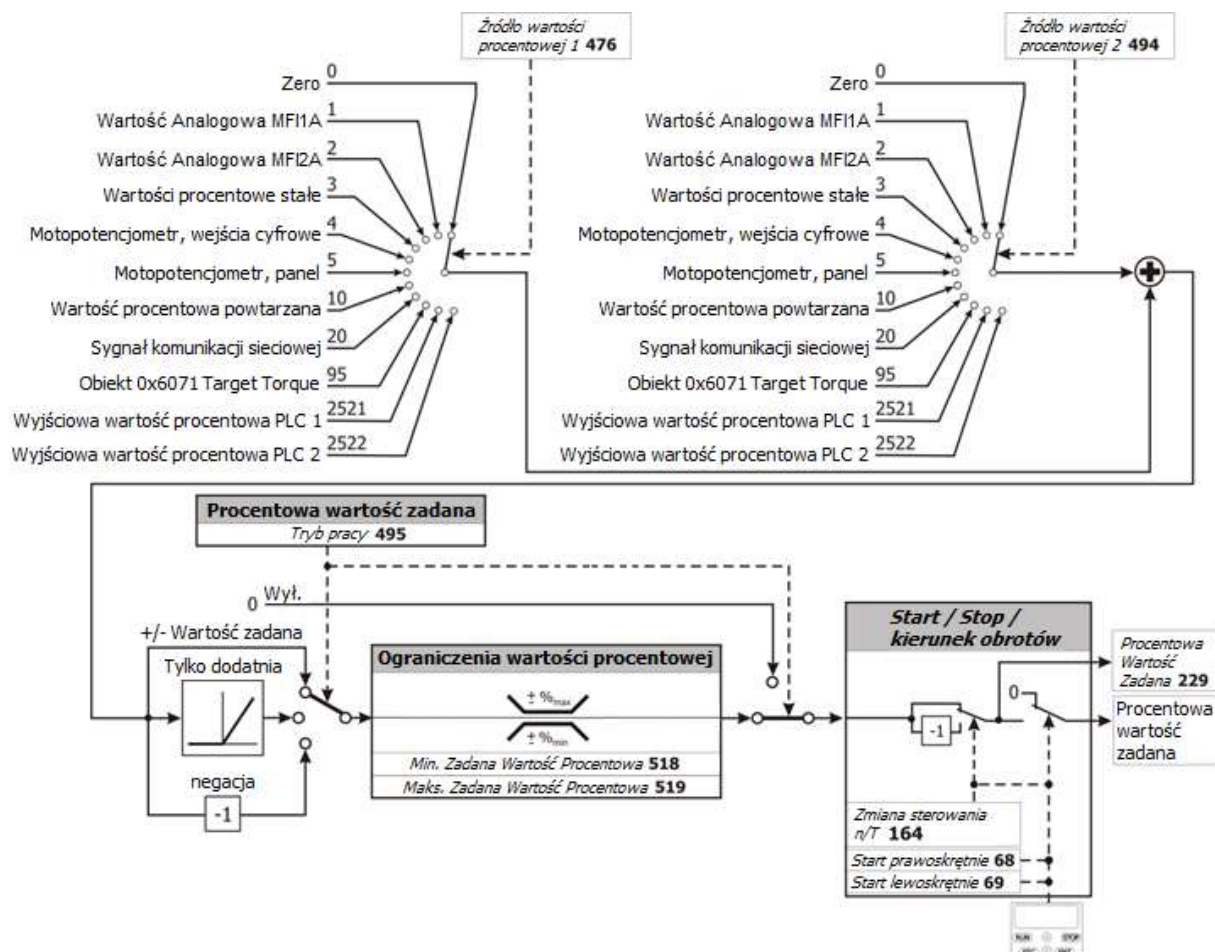 Źródło wartości
procentowej 1 476
Źródło wartości
procentowej 2 494
Zero 0
Wartość Analogowa MFI1A 1
Wartość Analogowa MFI2A 2
Wartości procentowe stałe 3
Motopotencjometr, wejścia cyfrowe 4
Motopotencjometr, panel 5
Wartość procentowa powtarzana 10
Sygnał komunikacji sieciowej 20
Obiekt 0x6071 Target Torque 95
Wyjściowa wartość procentowa PLC 1 2521
Wyjściowa wartość procentowa PLC 2 2522
Zero 0
Wartość Analogowa MFI1A 1
Wartość Analogowa MFI2A 2
Wartości procentowe stałe 3
Motopotencjometr, wejścia cyfrowe 4
Motopotencjometr, panel 5
Wartość procentowa powtarzana 10
Sygnał komunikacji sieciowej 20
Obiekt 0x6071 Target Torque 95
Wyjściowa wartość procentowa PLC 1 2521
Wyjściowa wartość procentowa PLC 2 2522
Procentowa wartość zadana
Tryb pracy 495
0 Wył.
+/- Wartość zadana
Tylko dodatnia
negacja
-1
Ograniczenia wartości procentowej
± %max
± %min
Min. Zadana Wartość Procentowa 518
Maks. Zadana Wartość Procentowa 519
Start / Stop /
kierunek obrotów
-1
0
Zmiana sterowania
n/T 164
Start prawoskrętnie 68
Start lewoskrętnie 69
Procentowa
Wartość
Zadana 229
Procentowa
wartość
zadana
RUN STOP